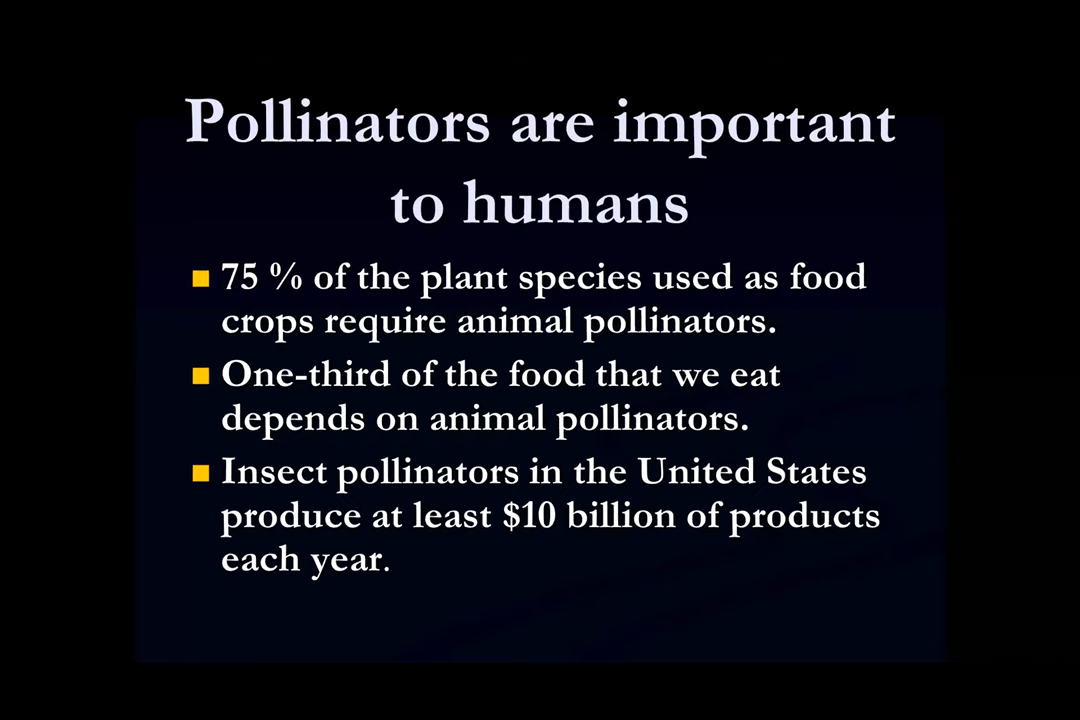 Pollinators are important
to humans
75 % of the plant species used as food
crops require animal pollinators.
One-third of the food that we eat
depends on animal pollinators.
Insect pollinators in the United States
produce at least $10 billion of products
each year.